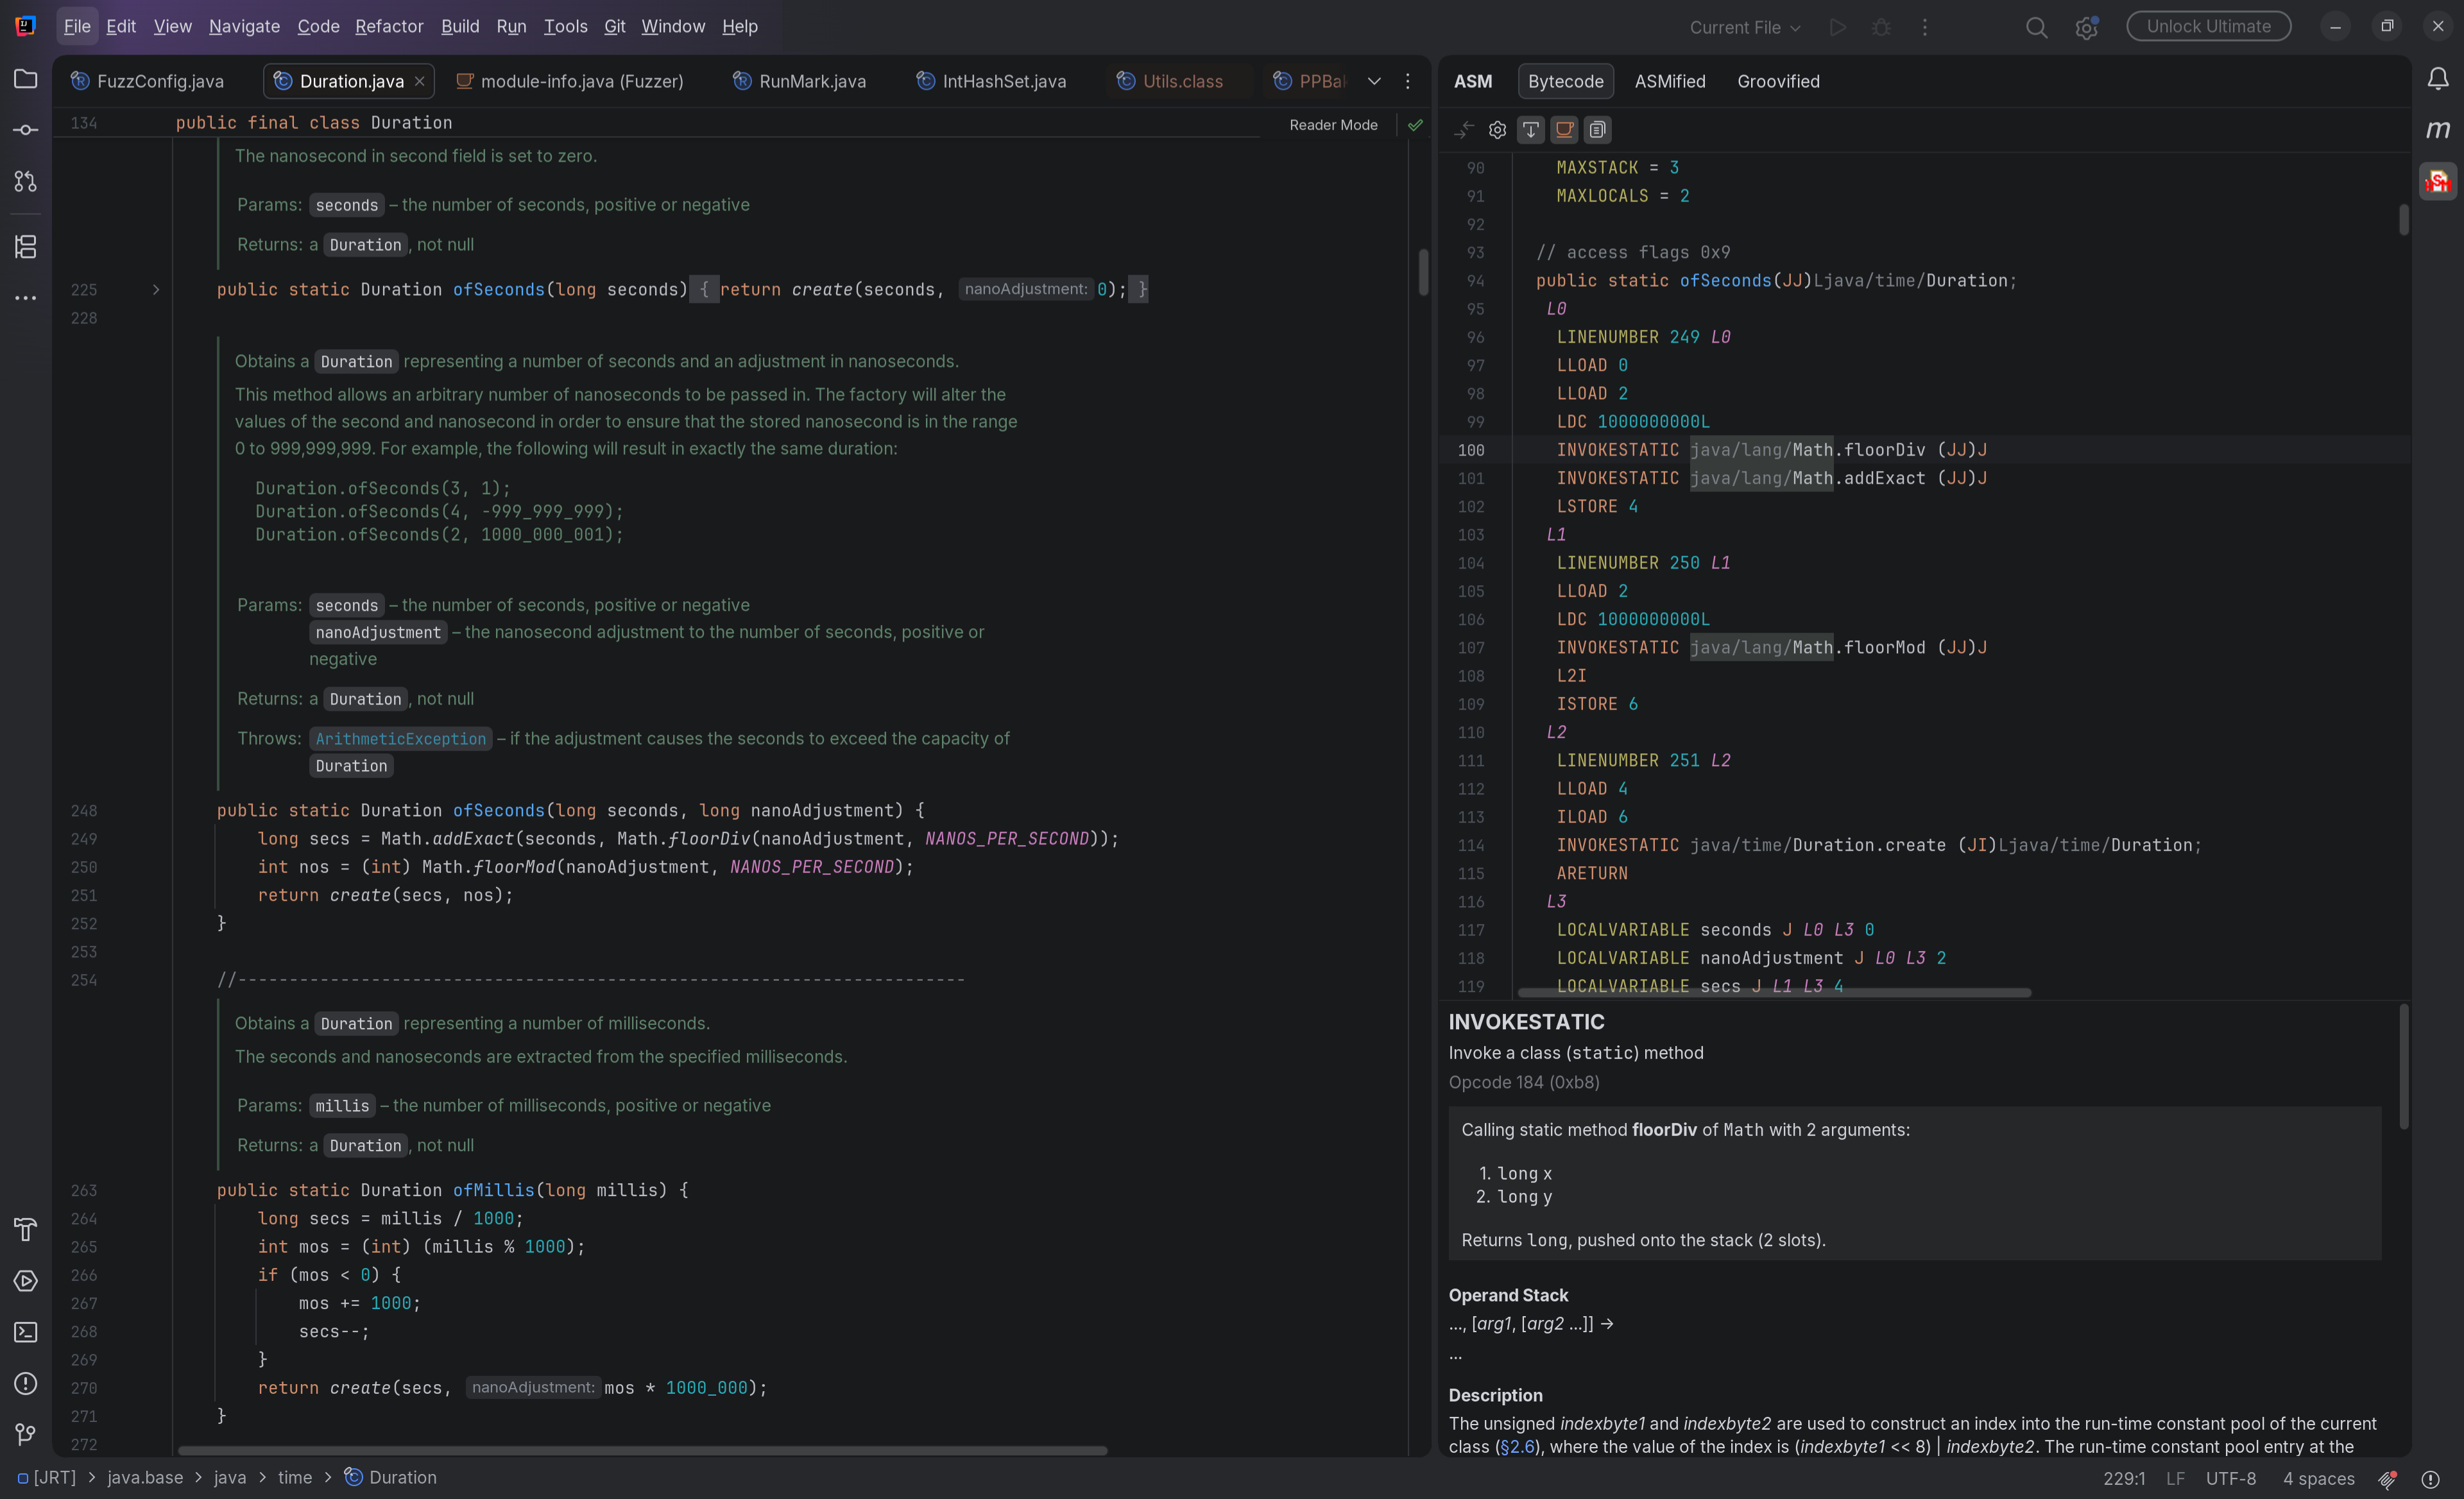 File Edit View Navigate Code Refactor Build Run Tools Git Window Help
Current File
Unlock Ultimate
FuzzConfig.java
Duration.java
module-info.java (Fuzzer)
RunMark.java
IntHashSet.java
Utils.class
134 public final class Duration
Reader Mode
The nanosecond in second field is set to zero.
Params: seconds – the number of seconds, positive or negative
Returns: a Duration, not null
225 public static Duration ofSeconds(long seconds) { return create(seconds, nanoAdjustment: 0); }
228
Obtains a Duration representing a number of seconds and an adjustment in nanoseconds.
This method allows an arbitrary number of nanoseconds to be passed in. The factory will alter the
values of the second and nanosecond in order to ensure that the stored nanosecond is in the range
0 to 999,999,999. For example, the following will result in exactly the same duration:
Duration.ofSeconds(3, 1);
Duration.ofSeconds(4, -999_999_999);
Duration.ofSeconds(2, 1000_000_001);
Params: seconds – the number of seconds, positive or negative
nanoAdjustment – the nanosecond adjustment to the number of seconds, positive or
negative
Returns: a Duration, not null
Throws: ArithmeticException – if the adjustment causes the seconds to exceed the capacity of
Duration
248 public static Duration ofSeconds(long seconds, long nanoAdjustment) {
249 long secs = Math.addExact(seconds, Math.floorDiv(nanoAdjustment, NANOS_PER_SECOND));
250 int nos = (int) Math.floorMod(nanoAdjustment, NANOS_PER_SECOND);
251 return create(secs, nos);
252 }
253
254 //-----------------------------------------------------------------------
Obtains a Duration representing a number of milliseconds.
The seconds and nanoseconds are extracted from the specified milliseconds.
Params: millis – the number of milliseconds, positive or negative
Returns: a Duration, not null
263 public static Duration ofMillis(long millis) {
264 long secs = millis / 1000;
265 int mos = (int) (millis % 1000);
266 if (mos < 0) {
267 mos += 1000;
268 secs--;
269 }
270 return create(secs, nanoAdjustment: mos * 1000_000);
271 }
272
ASM Bytecode ASMified Groovified
90 MAXSTACK = 3
91 MAXLOCALS = 2
92
93 // access flags 0x9
94 public static ofSeconds(JJ)Ljava/time/Duration;
95 L0
96 LINENUMBER 249 L0
97 LLOAD 0
98 LLOAD 2
99 LDC 1000000000L
100 INVOKESTATIC java/lang/Math.floorDiv (JJ)J
101 INVOKESTATIC java/lang/Math.addExact (JJ)J
102 LSTORE 4
103 L1
104 LINENUMBER 250 L1
105 LLOAD 2
106 LDC 1000000000L
107 INVOKESTATIC java/lang/Math.floorMod (JJ)J
108 L2I
109 ISTORE 6
110 L2
111 LINENUMBER 251 L2
112 LLOAD 4
113 ILOAD 6
114 INVOKESTATIC java/time/Duration.create (JI)Ljava/time/Duration;
115 ARETURN
116 L3
117 LOCALVARIABLE seconds J L0 L3 0
118 LOCALVARIABLE nanoAdjustment J L0 L3 2
119 LOCALVARIABLE secs J L1 L3 4
INVOKESTATIC
Invoke a class (static) method
Opcode 184 (0xb8)
Calling static method floorDiv of Math with 2 arguments:
1. long x
2. long y
Returns long, pushed onto the stack (2 slots).
Operand Stack
..., [arg1, [arg2 ...]] →
...
Description
The unsigned indexbyte1 and indexbyte2 are used to construct an index into the run-time constant pool of the current
class (§2.6), where the value of the index is (indexbyte1 << 8) | indexbyte2. The run-time constant pool entry at the
m
[JRT] > java.base > java > time > Duration
229:1 LF UTF-8 4 spaces